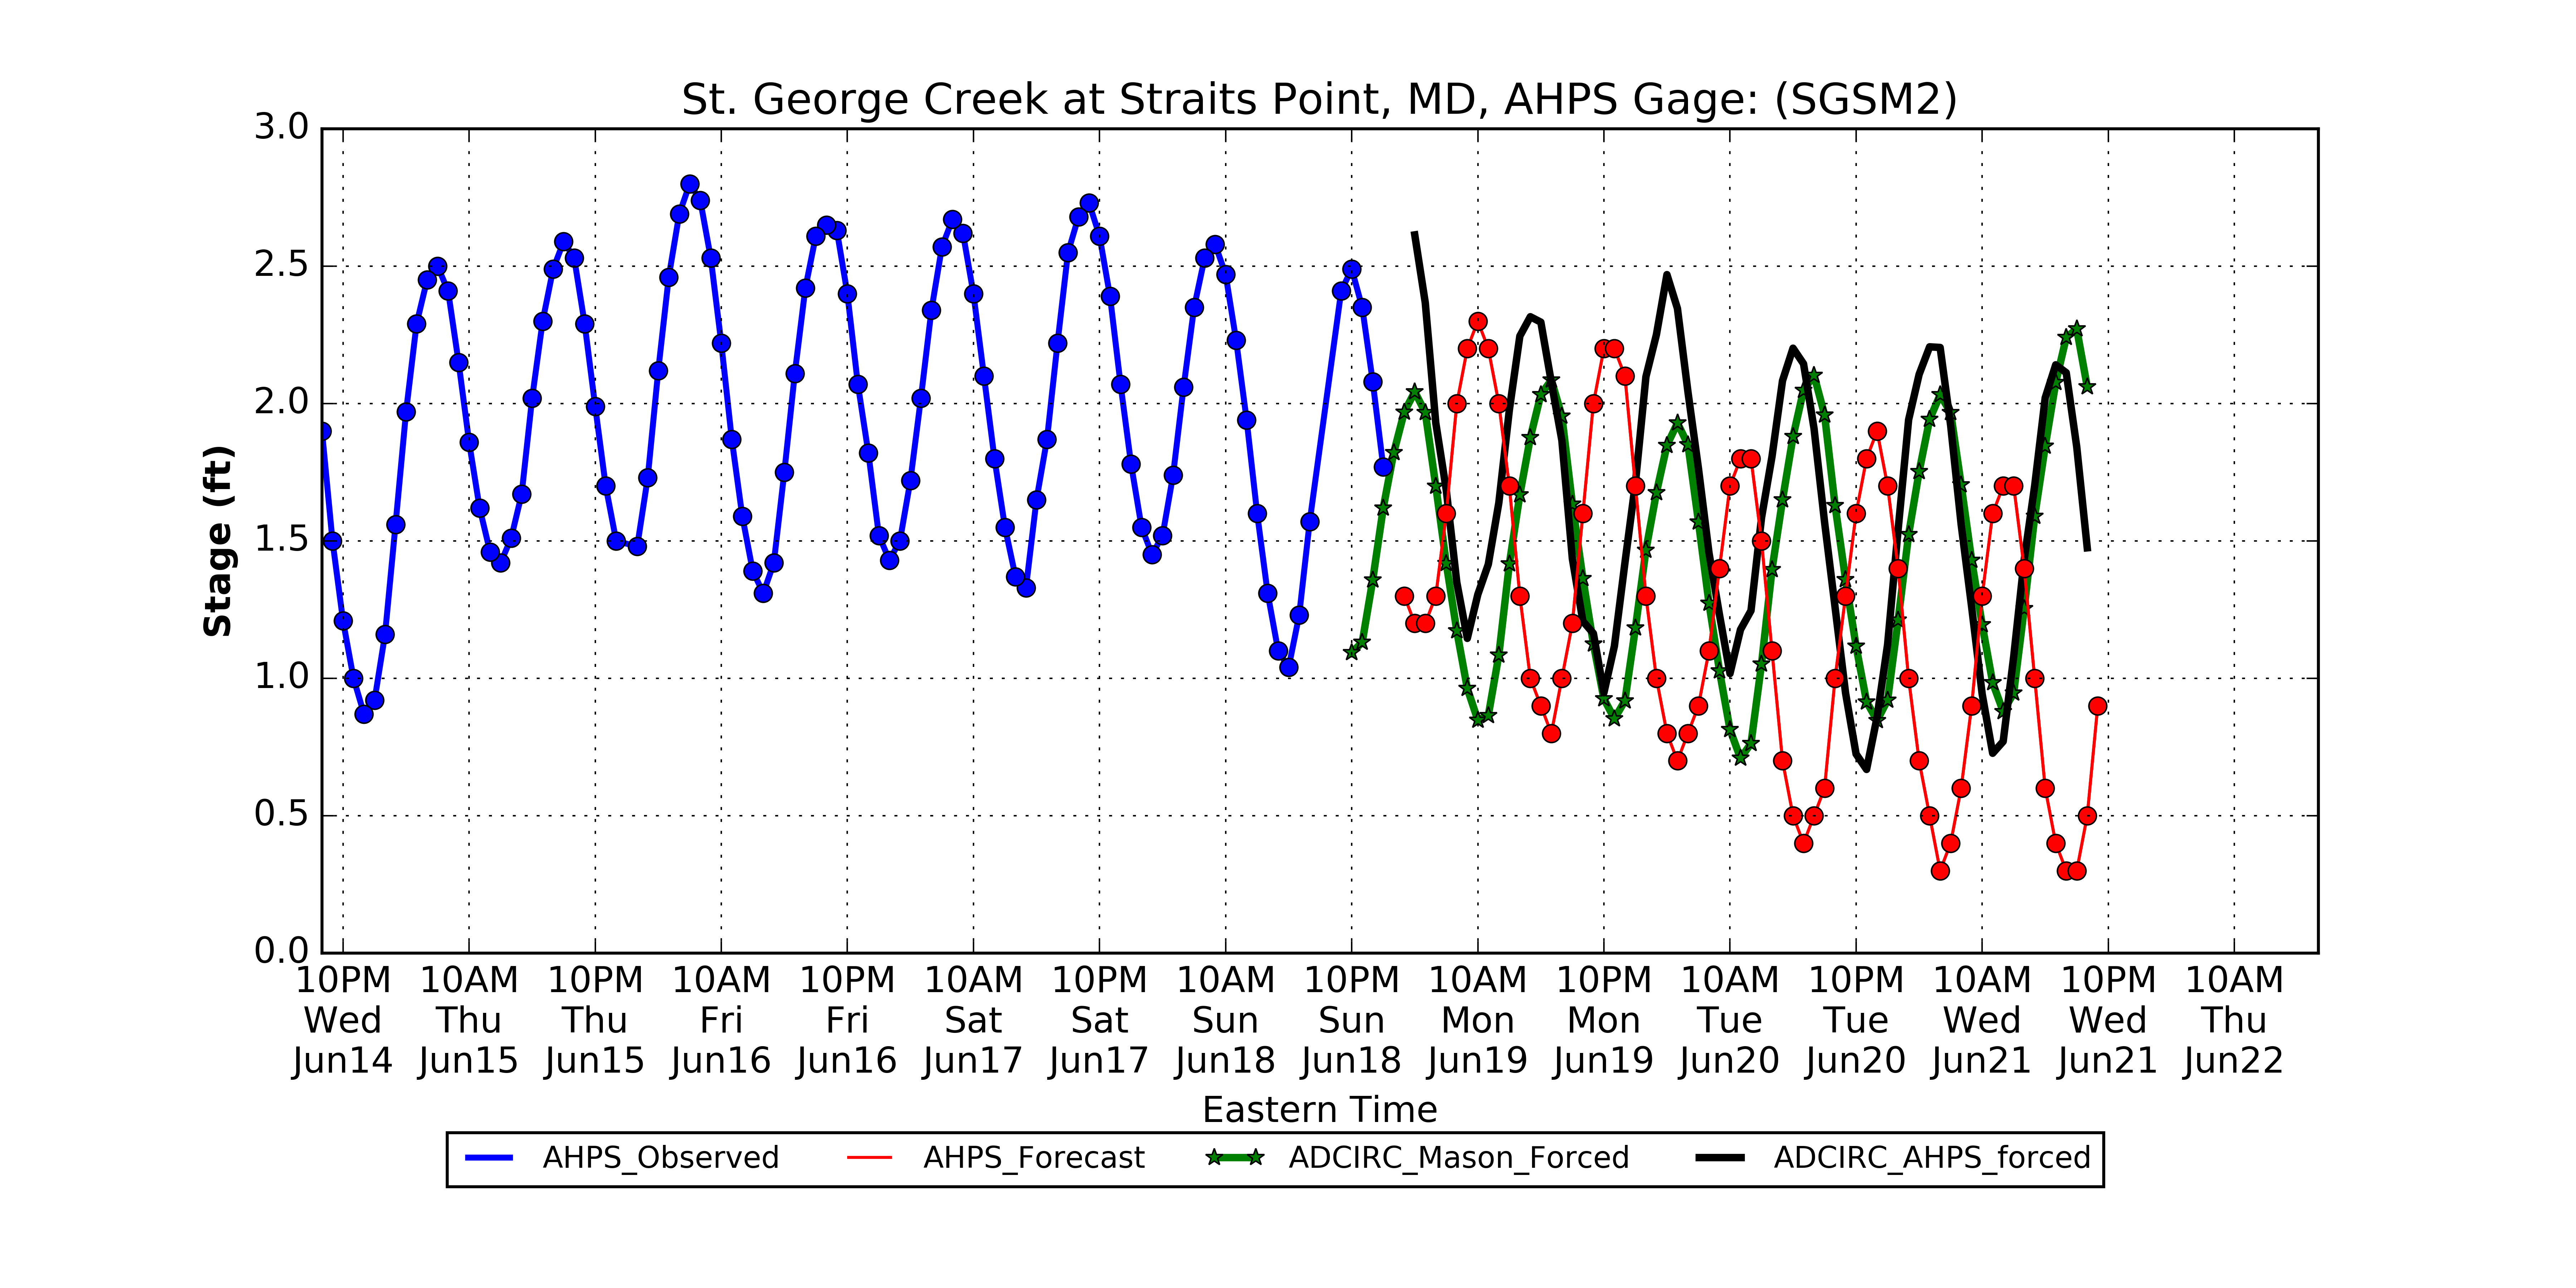 St. George Creek at Straits Point, MD, AHPS Gage: (SGSM2)
3.0
2.5
2.0
1.5
1.0
0.5
0.0
Stage (ft)
10PM 10AM 10PM 10AM 10PM 10AM 10PM 10AM 10PM 10AM 10PM 10AM 10PM 10AM 10PM 10AM
Wed Thu Thu Fri Fri Sat Sat Sun Sun Mon Mon Tue Tue Wed Wed Thu
Jun14 Jun15 Jun15 Jun16 Jun16 Jun17 Jun17 Jun18 Jun18 Jun19 Jun19 Jun20 Jun20 Jun21 Jun21 Jun22
Eastern Time
AHPS_Observed AHPS_Forecast ADCIRC_Mason_Forced ADCIRC_AHPS_forced